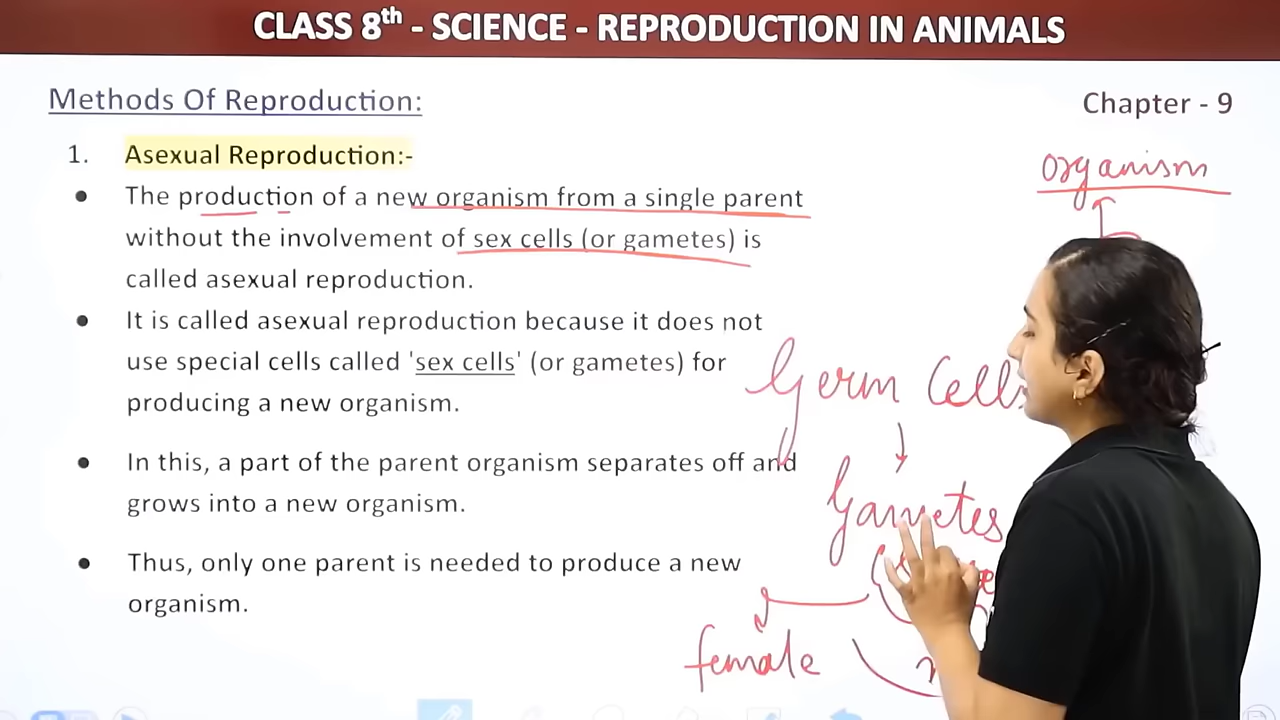 CLASS 8th - SCIENCE - REPRODUCTION IN ANIMALS
Methods Of Reproduction:
Chapter - 9
1. Asexual Reproduction:-
• The production of a new organism from a single parent
without the involvement of sex cells (or gametes) is
called asexual reproduction.
• It is called asexual reproduction because it does not
use special cells called 'sex cells' (or gametes) for
producing a new organism.
• In this, a part of the parent organism separates off and
grows into a new organism.
• Thus, only one parent is needed to produce a new
organism.
organism
Germ Cells
Gametes
female